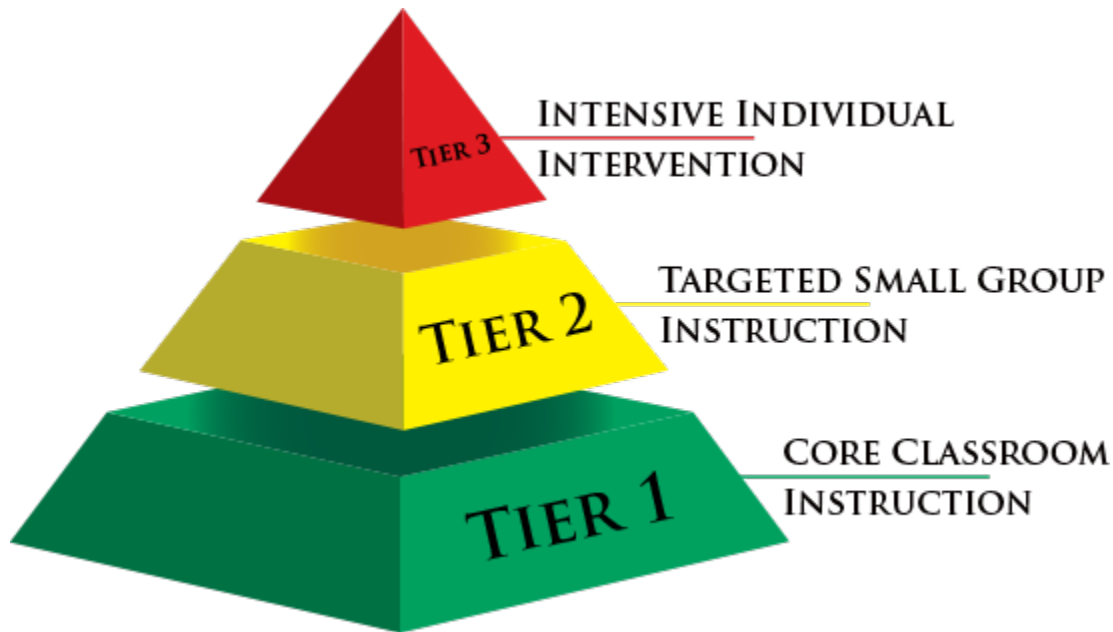 Tier 3
Intensive Individual
Intervention
Tier 2
Targeted Small Group
Instruction
Tier 1
Core Classroom
Instruction